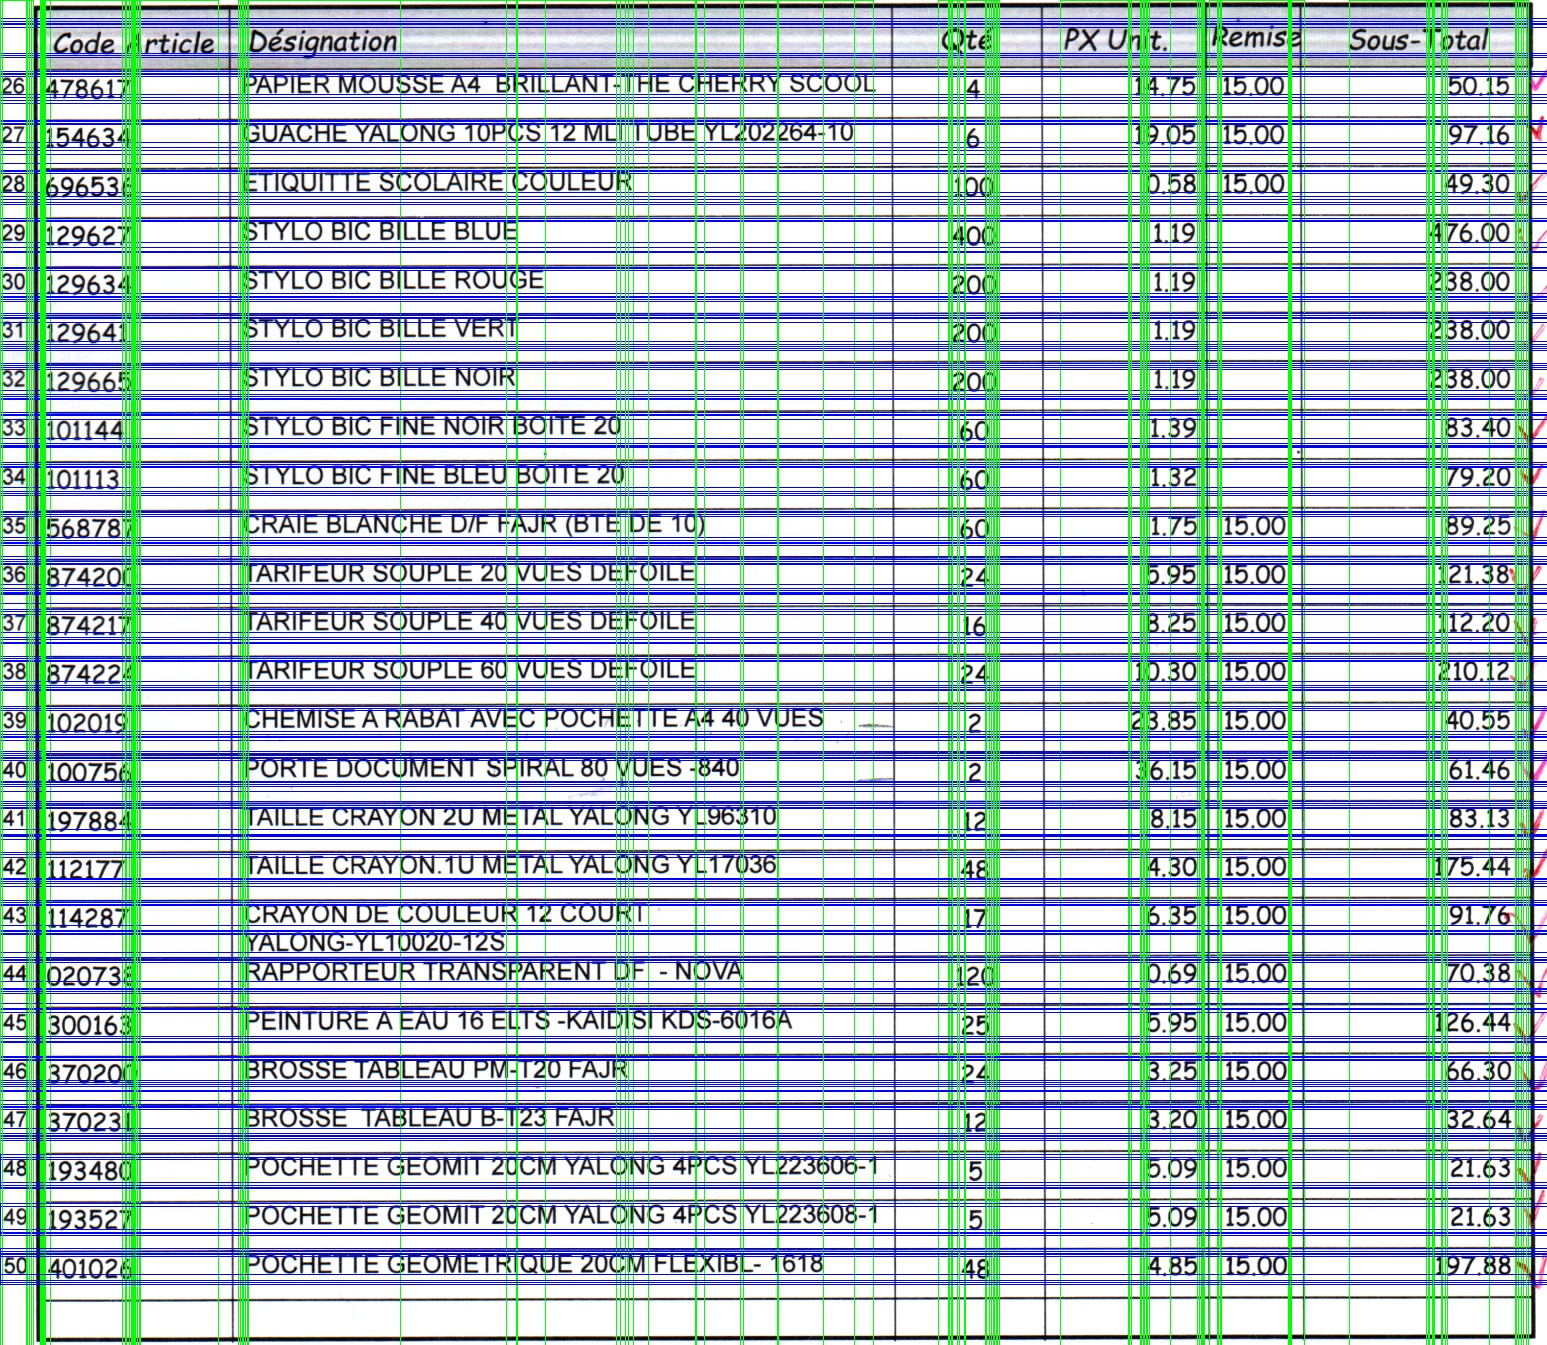 Code Article Désignation Qté PX Unit. Remise Sous-Total
26 478617 PAPIER MOUSSE A4 BRILLANT-THE CHERRY SCOOL 4 14.75 15.00 50.15
27 154634 GUACHE YALONG 10PCS 12 ML TUBE YL202264-10 6 19.05 15.00 97.16
28 696536 ETIQUITTE SCOLAIRE COULEUR 100 0.58 15.00 49.30
29 129627 STYLO BIC BILLE BLUE 400 1.19 476.00
30 129634 STYLO BIC BILLE ROUGE 200 1.19 238.00
31 129641 STYLO BIC BILLE VERT 200 1.19 238.00
32 129665 STYLO BIC BILLE NOIR 200 1.19 238.00
33 101144 STYLO BIC FINE NOIR BOITE 20 60 1.39 83.40
34 101113 STYLO BIC FINE BLEU BOITE 20 60 1.32 79.20
35 568787 CRAIE BLANCHE D/F FAJR (BTE DE 10) 60 1.75 15.00 89.25
36 874200 TARIFEUR SOUPLE 20 VUES DEFOILE 24 5.95 15.00 121.38
37 874217 TARIFEUR SOUPLE 40 VUES DEFOILE 16 8.25 15.00 112.20
38 874224 TARIFEUR SOUPLE 60 VUES DEFOILE 24 10.30 15.00 210.12
39 102019 CHEMISE A RABAT AVEC POCHETTE A4 40 VUES 2 23.85 15.00 40.55
40 100756 PORTE DOCUMENT SPIRAL 80 VUES -840 2 36.15 15.00 61.46
41 197884 TAILLE CRAYON 2U METAL YALONG YL96310 12 8.15 15.00 83.13
42 112177 TAILLE CRAYON.1U METAL YALONG YL17036 48 4.30 15.00 175.44
43 114287 CRAYON DE COULEUR 12 COURT 17 6.35 15.00 91.76
YALONG-YL10020-12S
44 020738 RAPPORTEUR TRANSPARENT DF - NOVA 120 0.69 15.00 70.38
45 300163 PEINTURE A EAU 16 ELTS -KAIDISI KDS-6016A 25 5.95 15.00 126.44
46 370200 BROSSE TABLEAU PM-T20 FAJR 24 3.25 15.00 66.30
47 370231 BROSSE TABLEAU B-T23 FAJR 12 3.20 15.00 32.64
48 193480 POCHETTE GEOMIT 20CM YALONG 4PCS YL223606-1 5 5.09 15.00 21.63
49 193527 POCHETTE GEOMIT 20CM YALONG 4PCS YL223608-1 5 5.09 15.00 21.63
50 401026 POCHETTE GEOMETRIQUE 20CM FLEXIBL- 1618 48 4.85 15.00 197.88